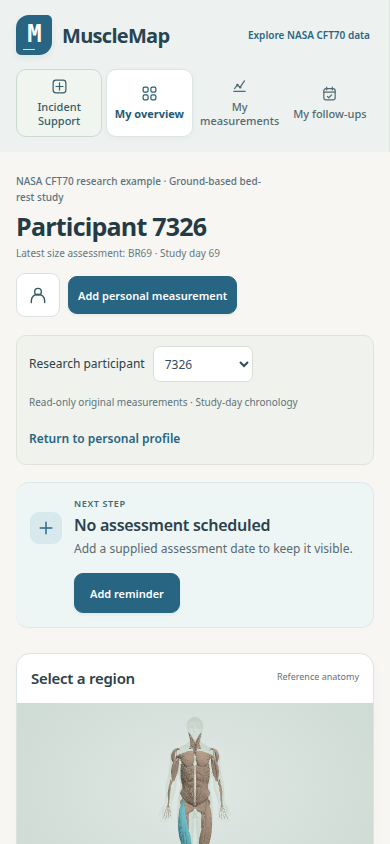 M
MuscleMap
Explore NASA CFT70 data
Incident
Support
My overview
My
measurements
My follow-ups
NASA CFT70 research example · Ground-based bed-
rest study
Participant 7326
Latest size assessment: BR69 · Study day 69
Add personal measurement
Research participant
7326
Read-only original measurements · Study-day chronology
Return to personal profile
NEXT STEP
No assessment scheduled
Add a supplied assessment date to keep it visible.
Add reminder
Select a region
Reference anatomy